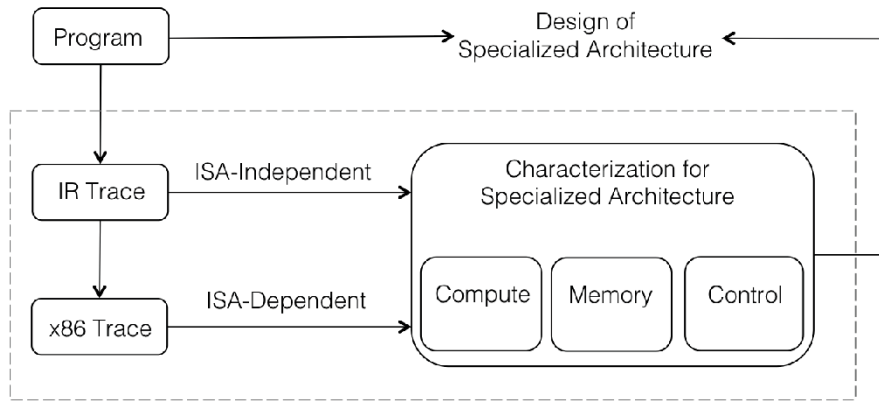 Program
Design of
Specialized Architecture
IR Trace
ISA-Independent
Characterization for
Specialized Architecture
x86 Trace
ISA-Dependent
Compute
Memory
Control